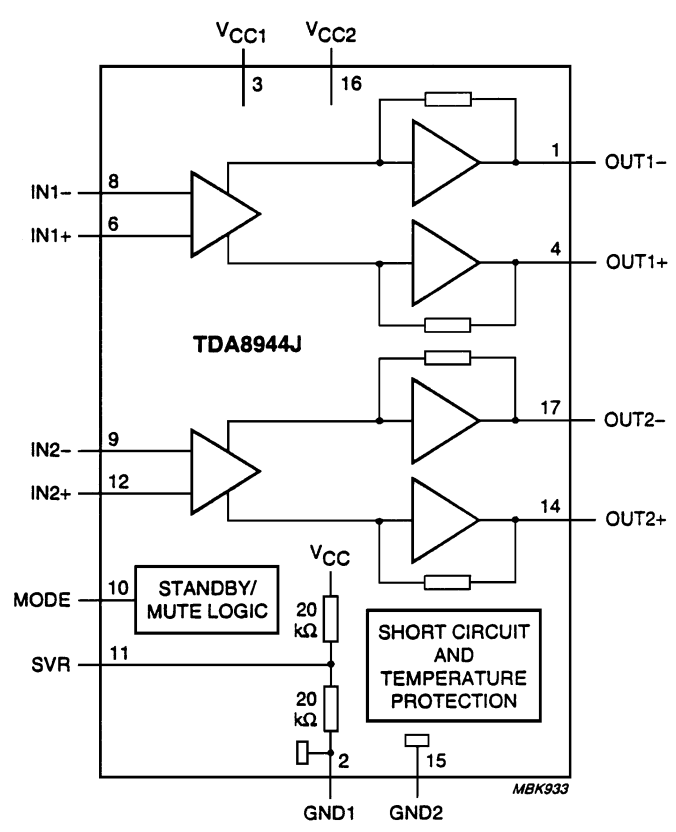 VCC1
VCC2
3
16
IN1−
8
IN1+
6
1
OUT1−
4
OUT1+
TDA8944J
IN2−
9
IN2+
12
17
OUT2−
14
OUT2+
MODE
10
STANDBY/
MUTE LOGIC
VCC
20
kΩ
SVR
11
20
kΩ
SHORT CIRCUIT
AND
TEMPERATURE
PROTECTION
2
15
MBK933
GND1
GND2